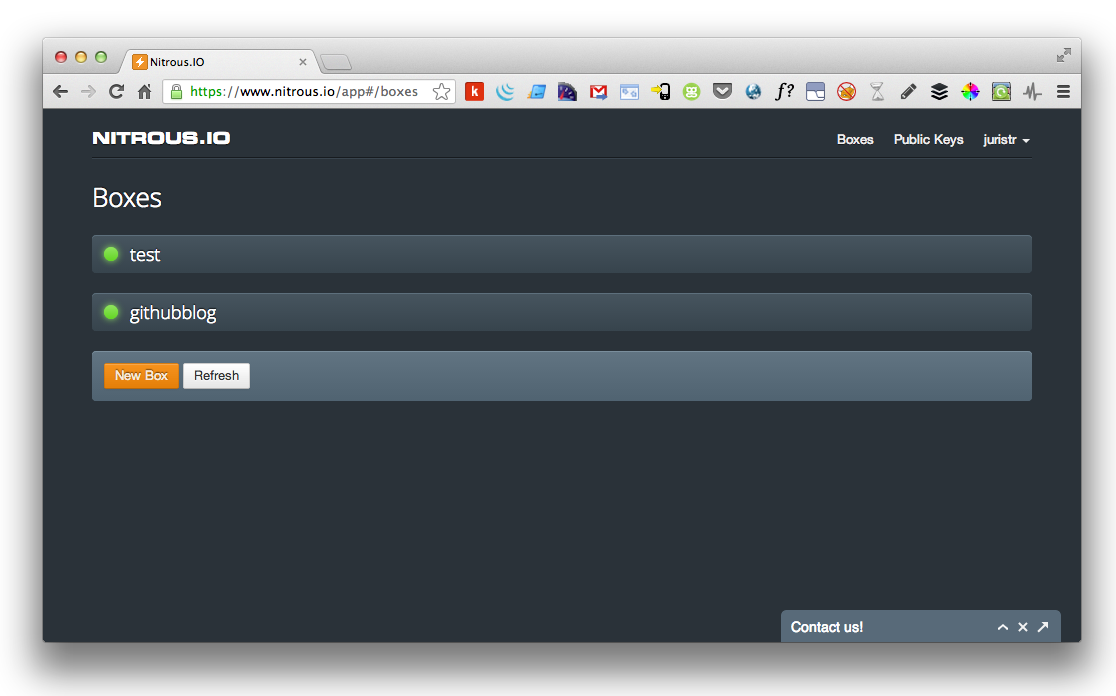 Nitrous.IO
https://www.nitrous.io/app#/boxes
k
f?
NITROUS.IO
Boxes Public Keys juristr
Boxes
test
githubblog
New Box Refresh
Contact us!